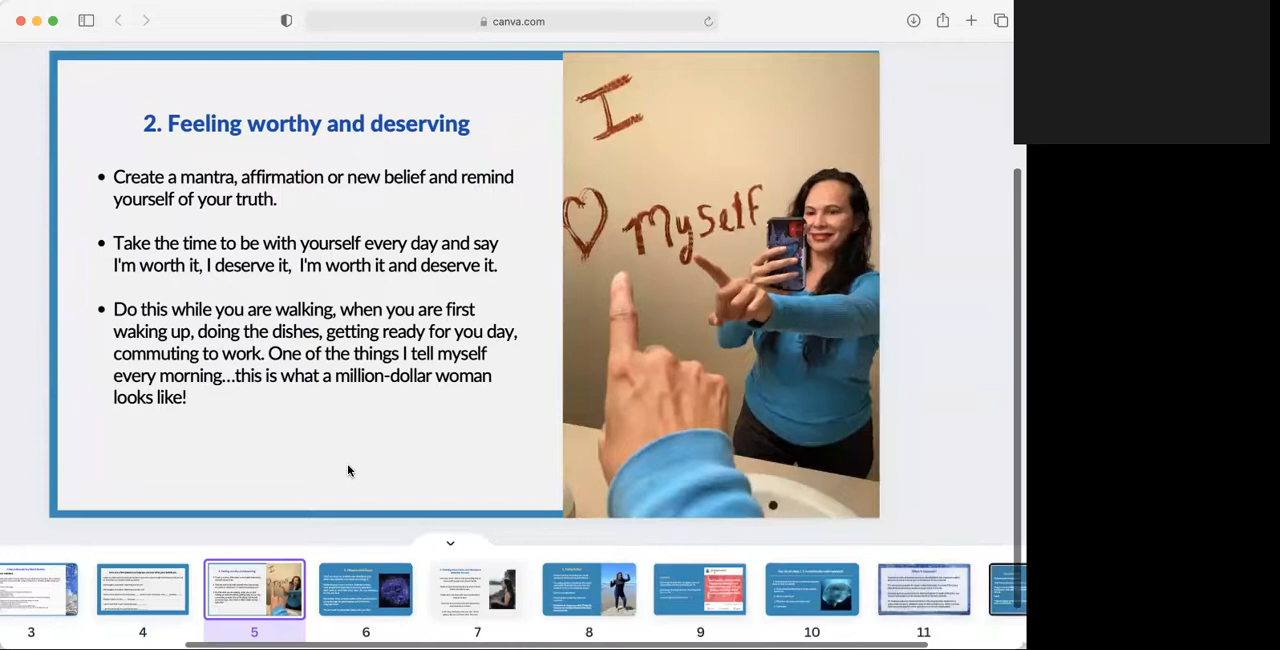 canva.com
2. Feeling worthy and deserving
• Create a mantra, affirmation or new belief and remind
yourself of your truth.
• Take the time to be with yourself every day and say
I'm worth it, I deserve it,  I'm worth it and deserve it.
• Do this while you are walking, when you are first
waking up, doing the dishes, getting ready for you day,
commuting to work. One of the things I tell myself
every morning...this is what a million-dollar woman
looks like!
I
♡ myself
3
4
5
6
7
8
9
10
11